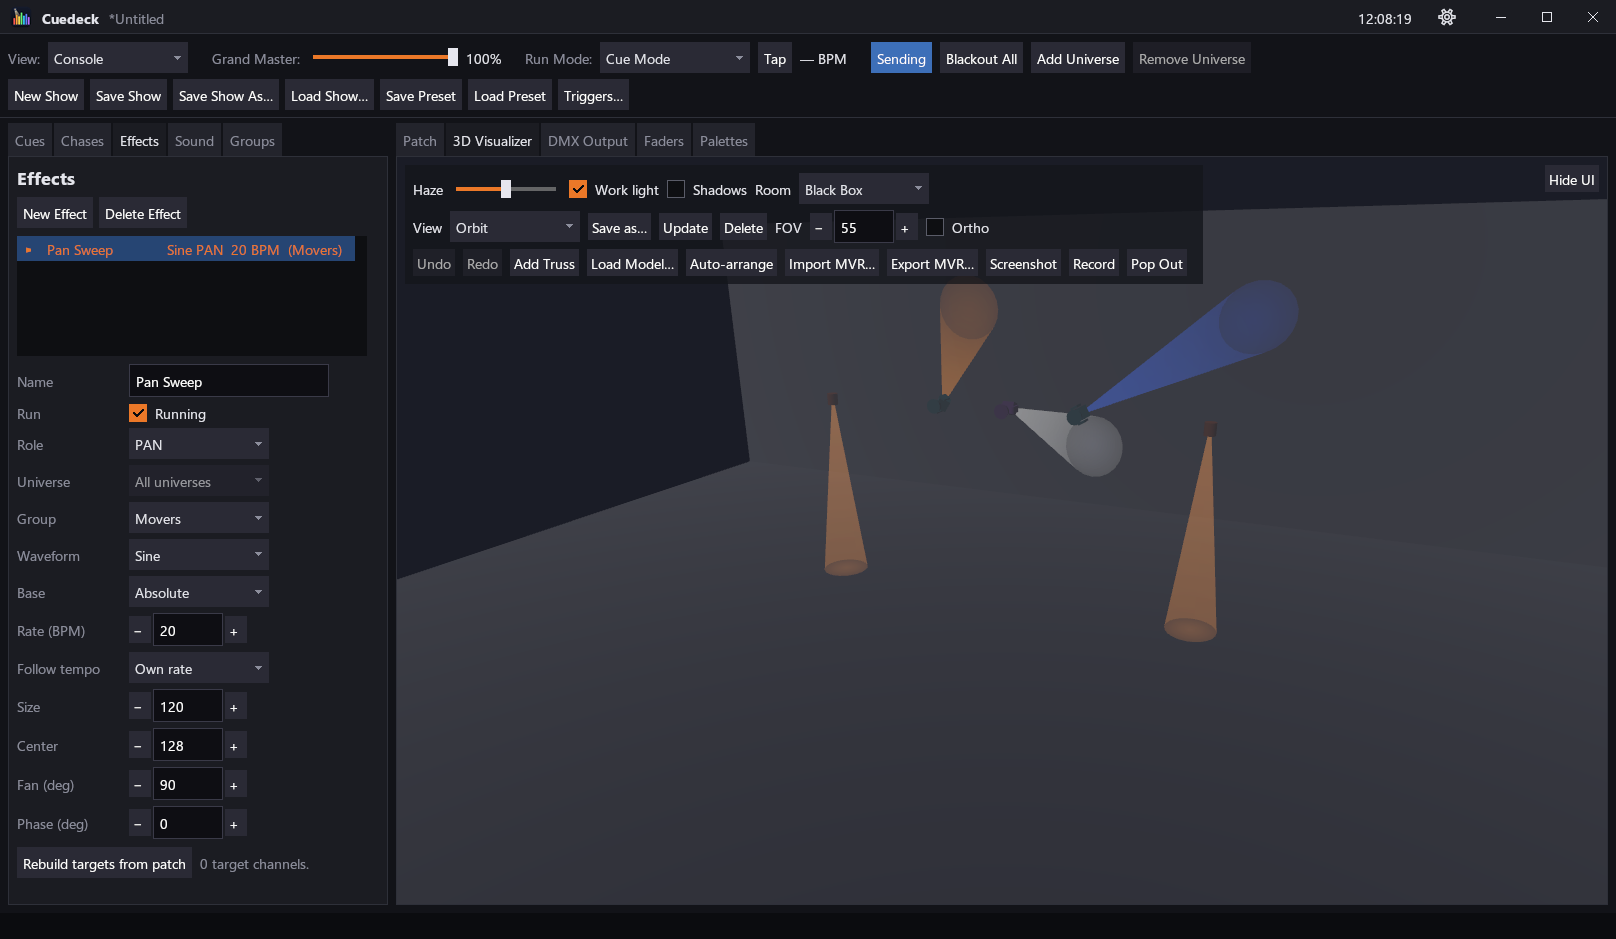 Cuedeck *Untitled 12:08:19
View: Console Grand Master: 100% Run Mode: Cue Mode Tap — BPM Sending Blackout All Add Universe Remove Universe
New Show Save Show Save Show As... Load Show... Save Preset Load Preset Triggers...
Cues Chases Effects Sound Groups
Effects
New Effect Delete Effect
Pan Sweep Sine PAN 20 BPM (Movers)
Name Pan Sweep
Run Running
Role PAN
Universe All universes
Group Movers
Waveform Sine
Base Absolute
Rate (BPM) – 20 +
Follow tempo Own rate
Size – 120 +
Center – 128 +
Fan (deg) – 90 +
Phase (deg) – 0 +
Rebuild targets from patch 0 target channels.
Patch 3D Visualizer DMX Output Faders Palettes
Haze Work light Shadows Room Black Box Hide UI
View Orbit Save as... Update Delete FOV – 55 + Ortho
Undo Redo Add Truss Load Model... Auto-arrange Import MVR... Export MVR... Screenshot Record Pop Out